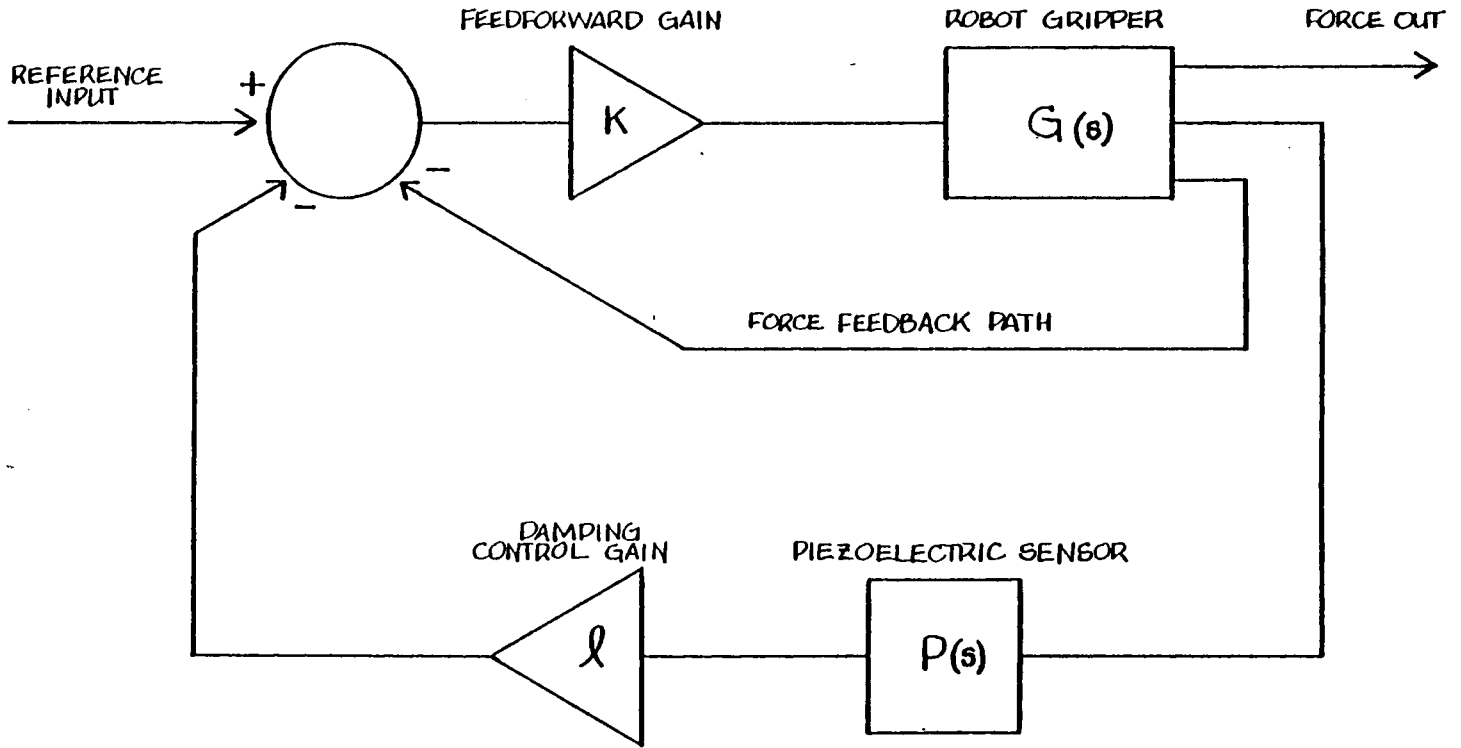 FEEDFORWARD GAIN
ROBOT GRIPPER
FORCE OUT
REFERENCE
INPUT
+
K
G(s)
-
-
FORCE FEEDBACK PATH
DAMPING
CONTROL GAIN
PIEZOELECTRIC SENSOR
ℓ
P(s)